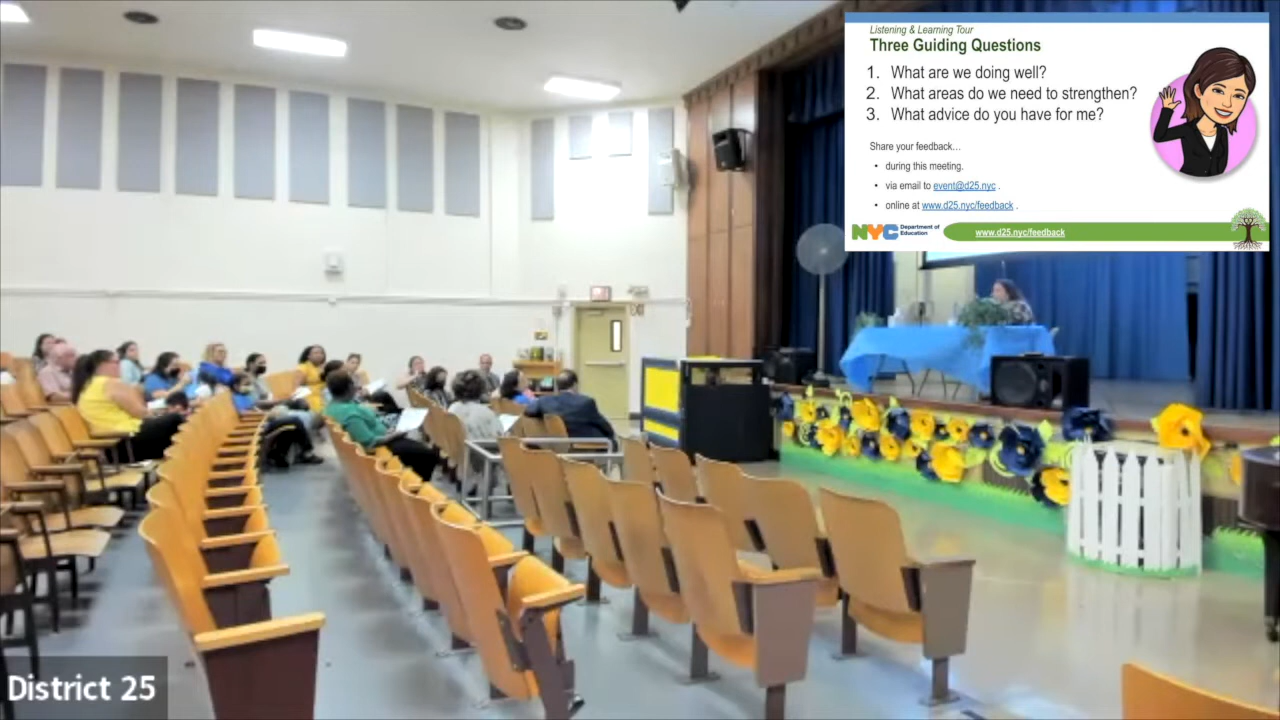 Listening & Learning Tour
Three Guiding Questions
1. What are we doing well?
2. What areas do we need to strengthen?
3. What advice do you have for me?
Share your feedback…
• during this meeting.
• via email to event@d25.nyc .
• online at www.d25.nyc/feedback .
NYC Department of
Education
www.d25.nyc/feedback
District 25